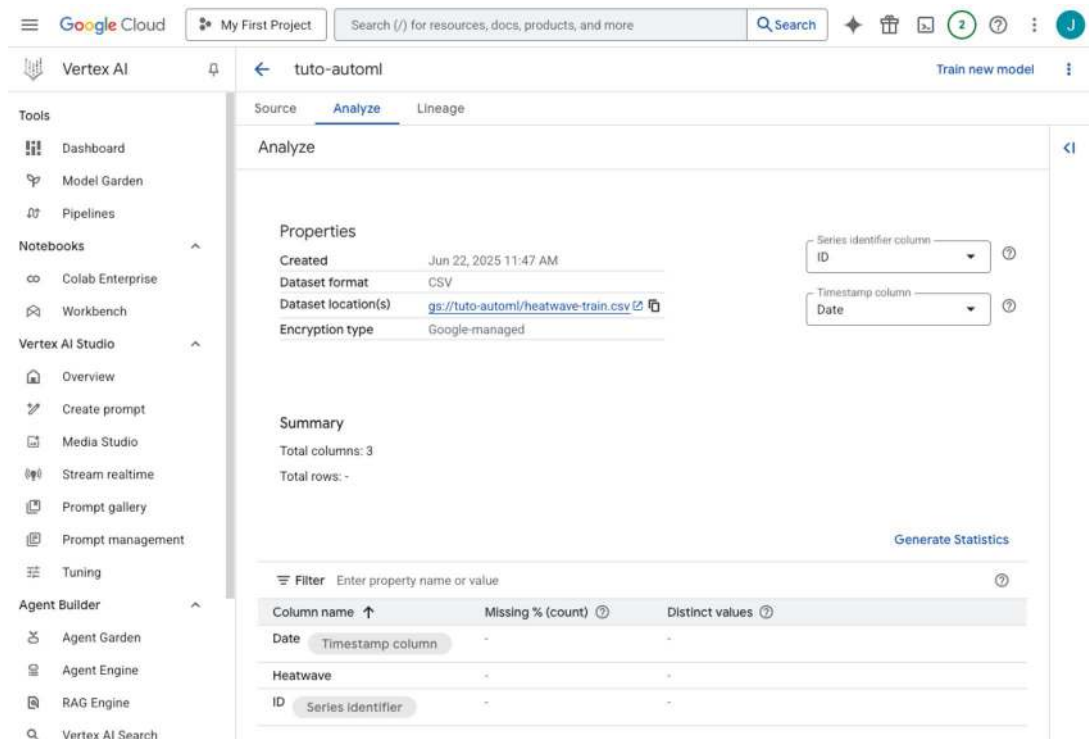 Google Cloud My First Project Search (/) for resources, docs, products, and more Search 2 J
Vertex AI
tuto-automl Train new model
Source Analyze Lineage
Analyze
Tools
Dashboard
Model Garden
Pipelines
Notebooks
Colab Enterprise
Workbench
Vertex AI Studio
Overview
Create prompt
Media Studio
Stream realtime
Prompt gallery
Prompt management
Tuning
Agent Builder
Agent Garden
Agent Engine
RAG Engine
Vertex AI Search
Properties
Created Jun 22, 2025 11:47 AM
Dataset format CSV
Dataset location(s) gs://tuto-automl/heatwave-train.csv
Encryption type Google-managed
Series identifier column
ID
Timestamp column
Date
Summary
Total columns: 3
Total rows: -
Generate Statistics
Filter Enter property name or value
Column name Missing % (count) Distinct values
Date Timestamp column - -
Heatwave - -
ID Series identifier - -